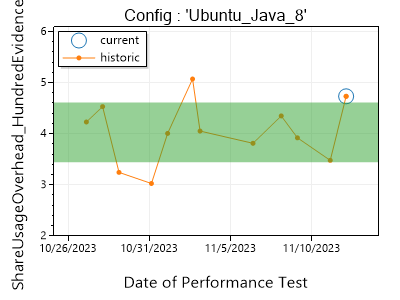 Config : 'Ubuntu_Java_8'
ShareUsageOverhead_HundredEvidence
6
5
4
3
2
current
historic
10/26/2023
10/31/2023
11/5/2023
11/10/2023
Date of Performance Test